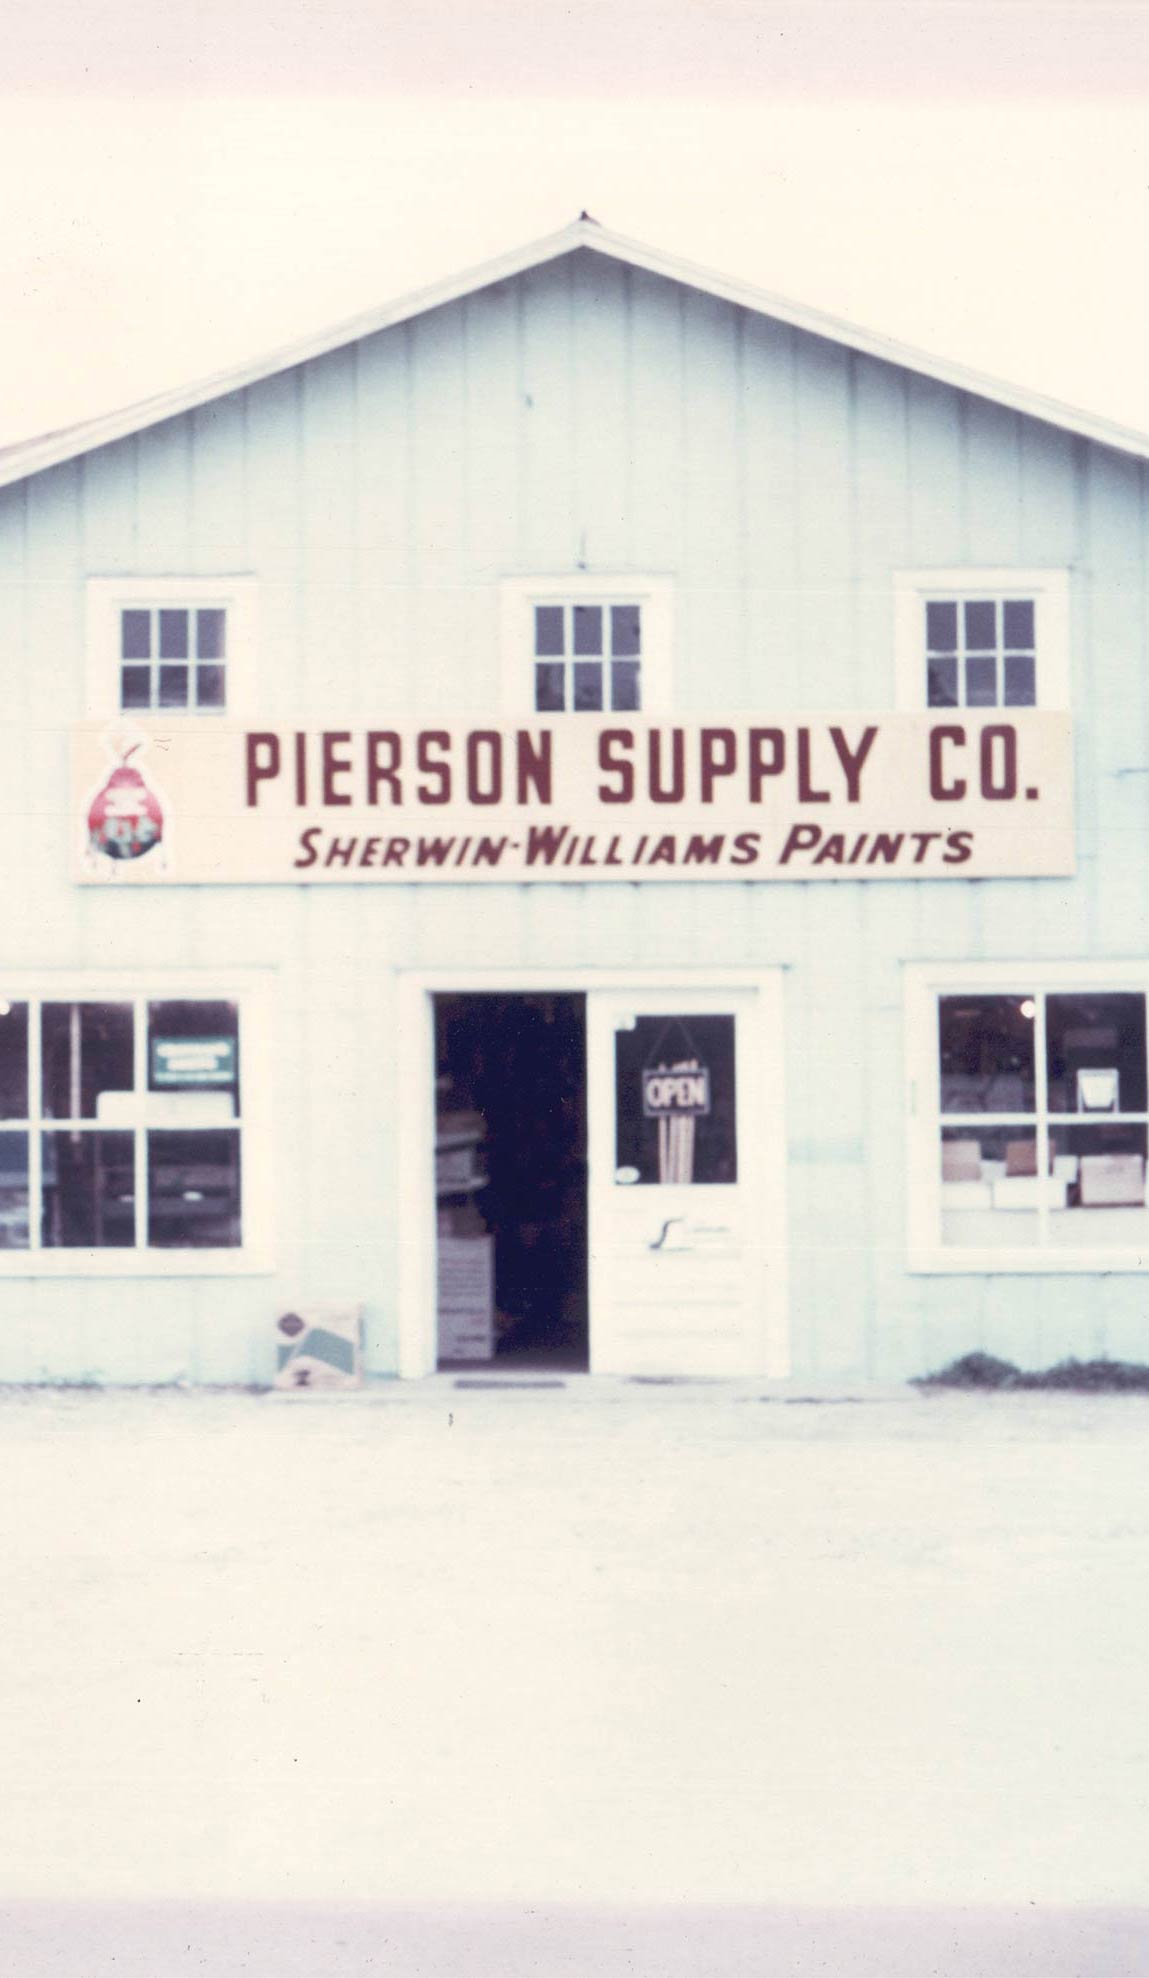 PIERSON SUPPLY CO.
SHERWIN-WILLIAMS PAINTS
OPEN